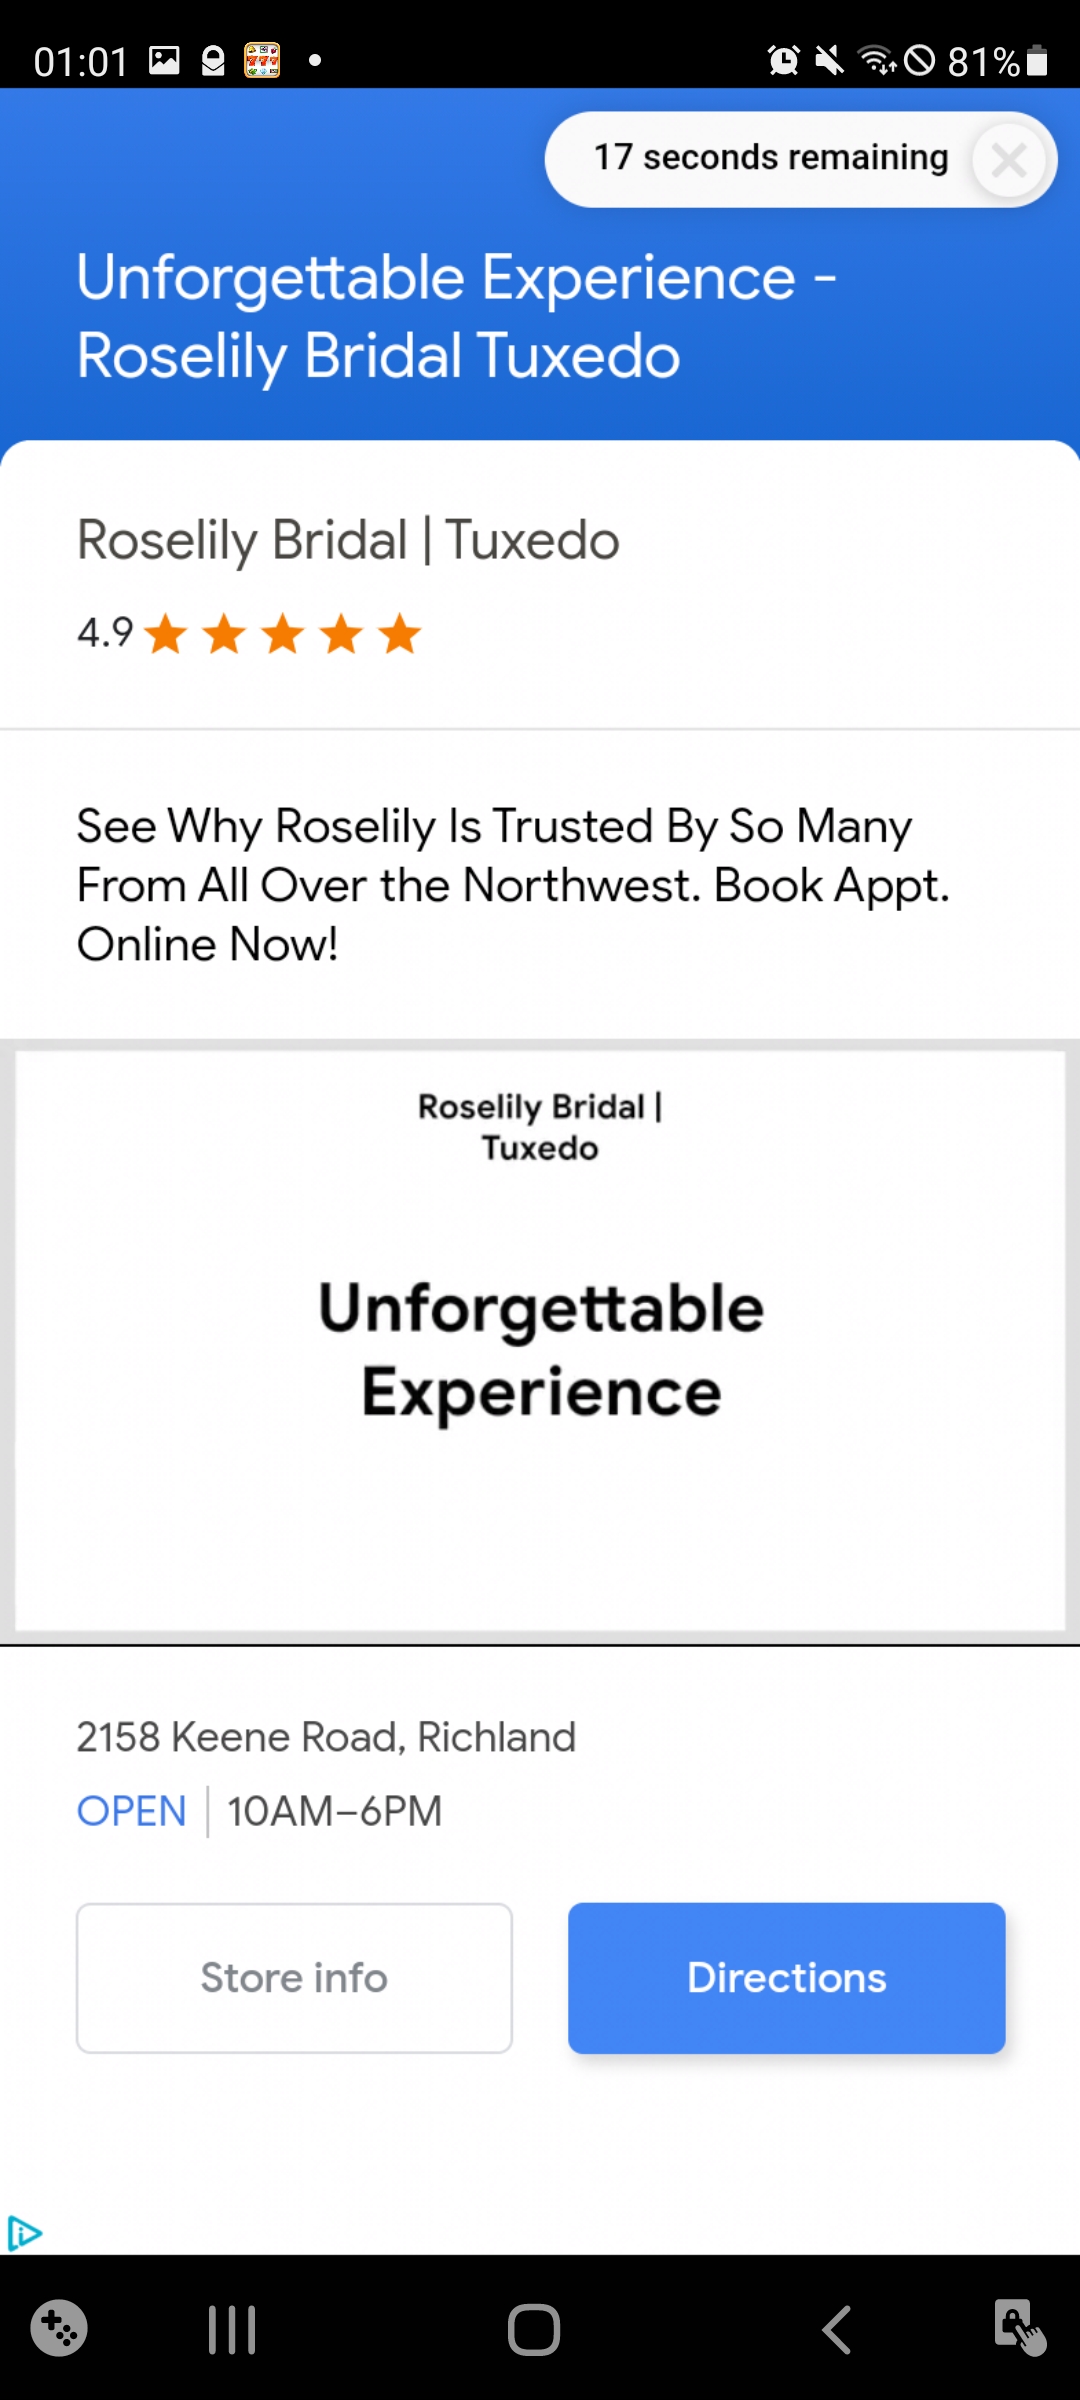 01:01
81%
17 seconds remaining
Unforgettable Experience -
Roselily Bridal Tuxedo
Roselily Bridal | Tuxedo
4.9
See Why Roselily Is Trusted By So Many
From All Over the Northwest. Book Appt.
Online Now!
Roselily Bridal |
Tuxedo
Unforgettable
Experience
2158 Keene Road, Richland
OPEN | 10AM–6PM
Store info
Directions